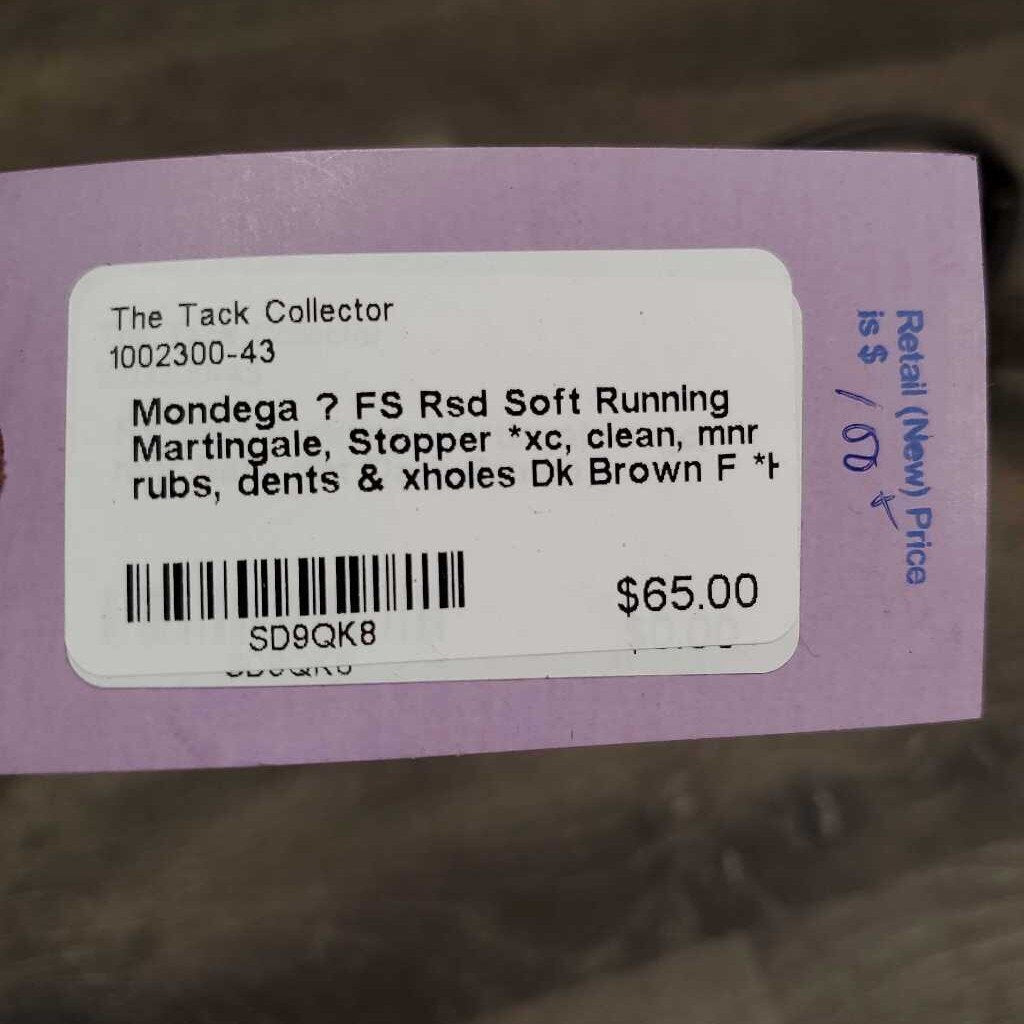 The Tack Collector
1002300-43
Mondega ? FS Rsd Soft Running
Martingale, Stopper *xc, clean, mnr
rubs, dents & xholes Dk Brown F *
SD9QK8
$65.00
Retail (New) Price
is $